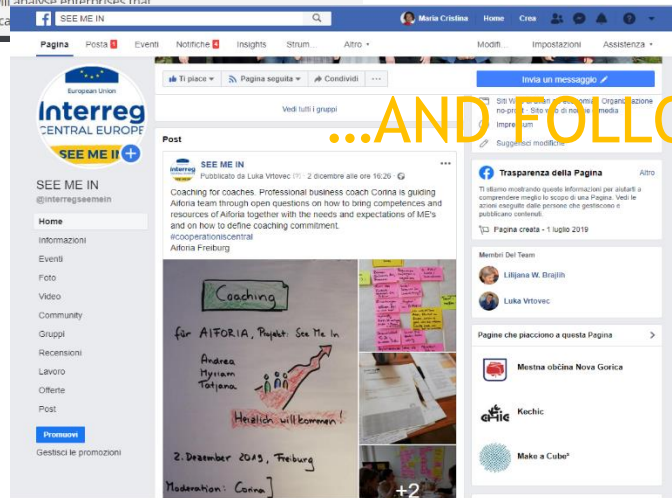 will analyse enterprises that
SEE ME IN
Maria Cristina
Home
Crea
Pagina
Posta
Eventi
Notifiche 4
Insights
Strum...
Altro
Modifi...
Impostazioni
Assistenza
European Union
Interreg
CENTRAL EUROPE
SEE ME IN
SEE ME IN
@interregseemein
Home
Informazioni
Eventi
Foto
Video
Community
Gruppi
Recensioni
Lavoro
Offerte
Post
Promuovi
Gestisci le promozioni
Ti piace
Pagina seguita
Condividi
...
Vedi tutti i gruppi
Post
SEE ME IN
Pubblicato da Luka Vrtovec · 2 dicembre alle ore 16:26 ·
Coaching for coaches. Professional business coach Corina is guiding
Aiforia team through open questions on how to bring competences and
resources of Aiforia together with the needs and expectations of ME's
and on how to define coaching commitment.
#cooperationiscentral
Aiforia Freiburg
Coaching
für AIFORIA, Projekt: See Me In
Andrea
Myriam
Tatjana
Herzlich willkommen!
2. Dezember 2019, Freiburg
Moderation: Corina
+2
...AND FOLLO
Invia un messaggio
Organizzazione
Suggerisci modifiche
Trasparenza della Pagina
Altro
Ti stiamo mostrando queste informazioni per aiutarti a
comprendere meglio lo scopo di una Pagina. Vedi le
azioni eseguite dalle persone che gestiscono e
pubblicano contenuti.
Pagina creata - 1 luglio 2019
Membri Del Team
Lilijana W. Brajlih
Luka Vrtovec
Pagine che piacciono a questa Pagina
Mestna občina Nova Gorica
Kechic
Make a Cube³